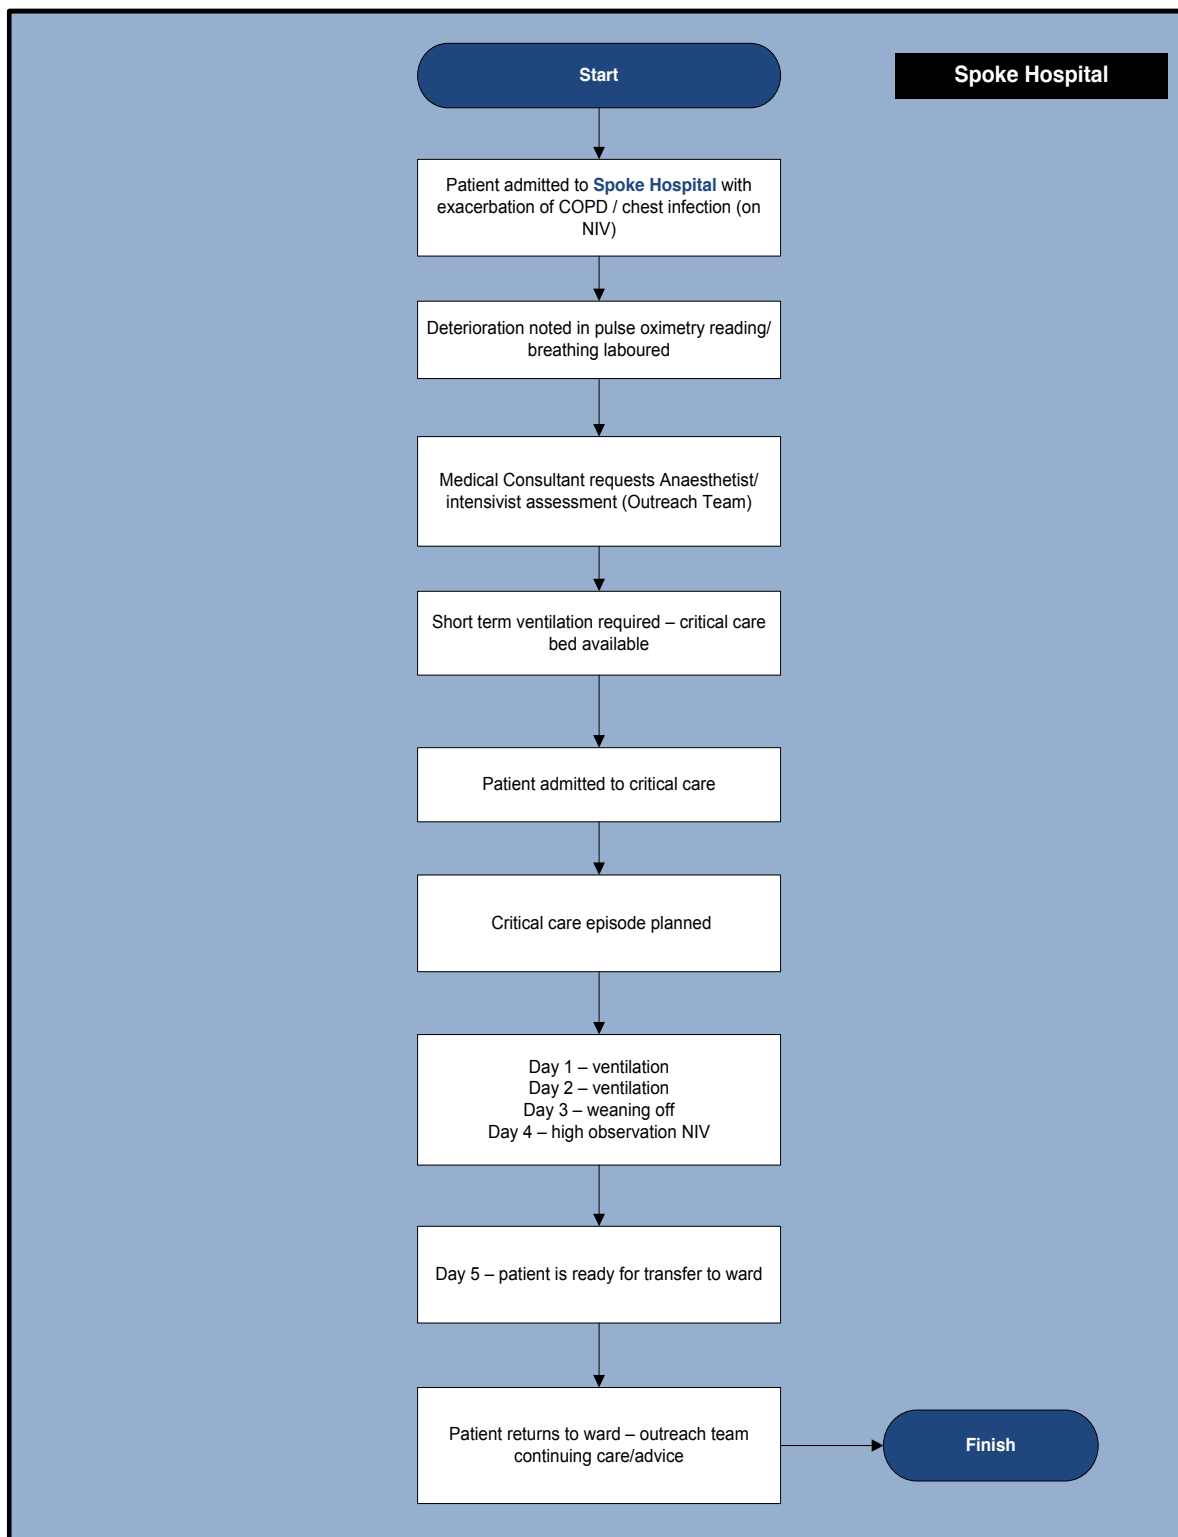 Start
Spoke Hospital
Patient admitted to Spoke Hospital with
exacerbation of COPD / chest infection (on
NIV)
Deterioration noted in pulse oximetry reading/
breathing laboured
Medical Consultant requests Anaesthetist/
intensivist assessment (Outreach Team)
Short term ventilation required – critical care
bed available
Patient admitted to critical care
Critical care episode planned
Day 1 – ventilation
Day 2 – ventilation
Day 3 – weaning off
Day 4 – high observation NIV
Day 5 – patient is ready for transfer to ward
Patient returns to ward – outreach team
continuing care/advice
Finish